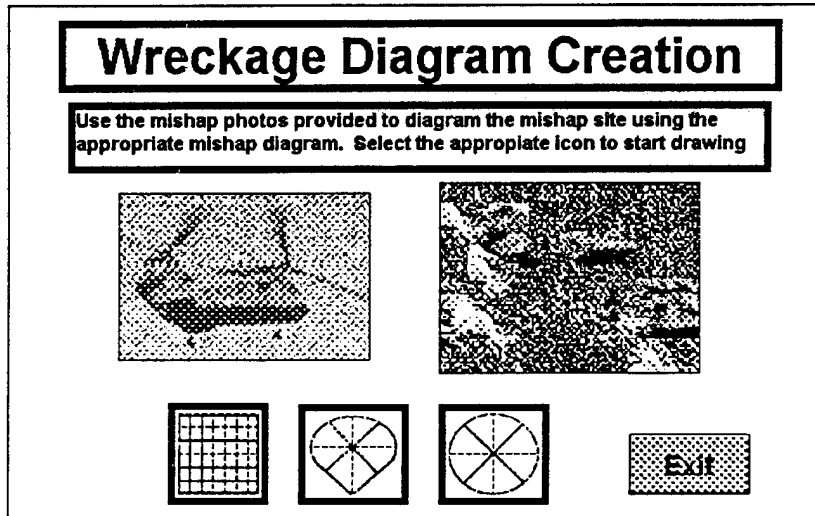 Wreckage Diagram Creation
Use the mishap photos provided to diagram the mishap site using the
appropriate mishap diagram. Select the appropiate icon to start drawing
Exit